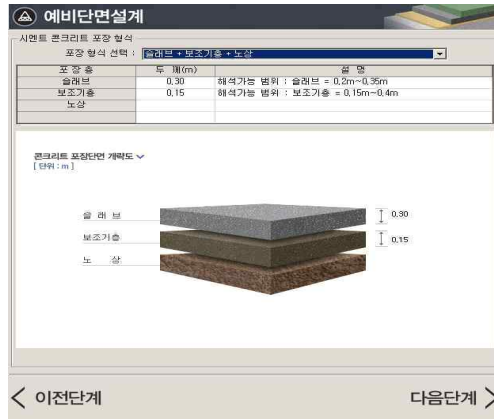 예비단면설계
시멘트 콘크리트 포장 형식
포장 형식 선택 : 슬래브 + 보조기층 + 노상
포 장 층 두 께(m) 설 명
슬래브 0,30 해석가능 범위 : 슬래브 = 0,2m~0,35m
보조기층 0,15 해석가능 범위 : 보조기층 = 0,15m~0,4m
노상
콘크리트 포장단면 개략도
[ 단위 : m ]
슬 래 브 0.30
보조기층 0.15
노 상
이전단계 다음단계